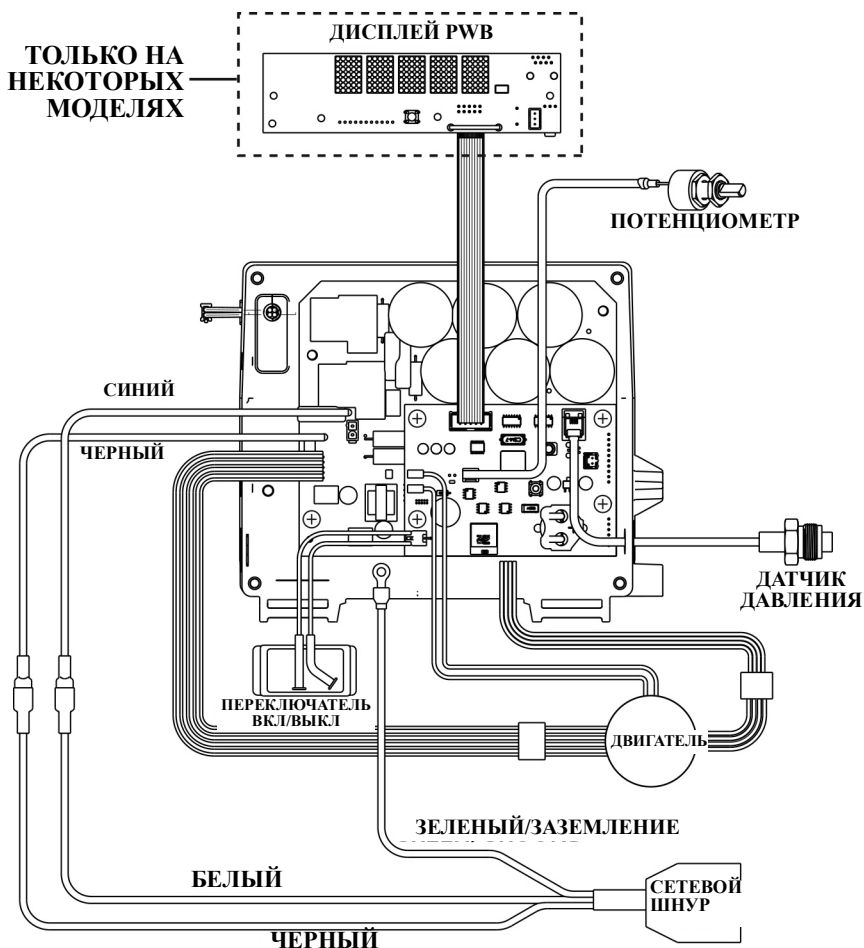 ДИСПЛЕЙ PWB
ТОЛЬКО НА
НЕКОТОРЫХ
МОДЕЛЯХ
ПОТЕНЦИОМЕТР
СИНИЙ
ЧЕРНЫЙ
ДАТЧИК
ДАВЛЕНИЯ
ПЕРЕКЛЮЧАТЕЛЬ
ВКЛ/ВЫКЛ
ДВИГАТЕЛЬ
ЗЕЛЕНЫЙ/ЗАЗЕМЛЕНИЕ
БЕЛЫЙ
СЕТЕВОЙ
ШНУР
ЧЕРНЫЙ